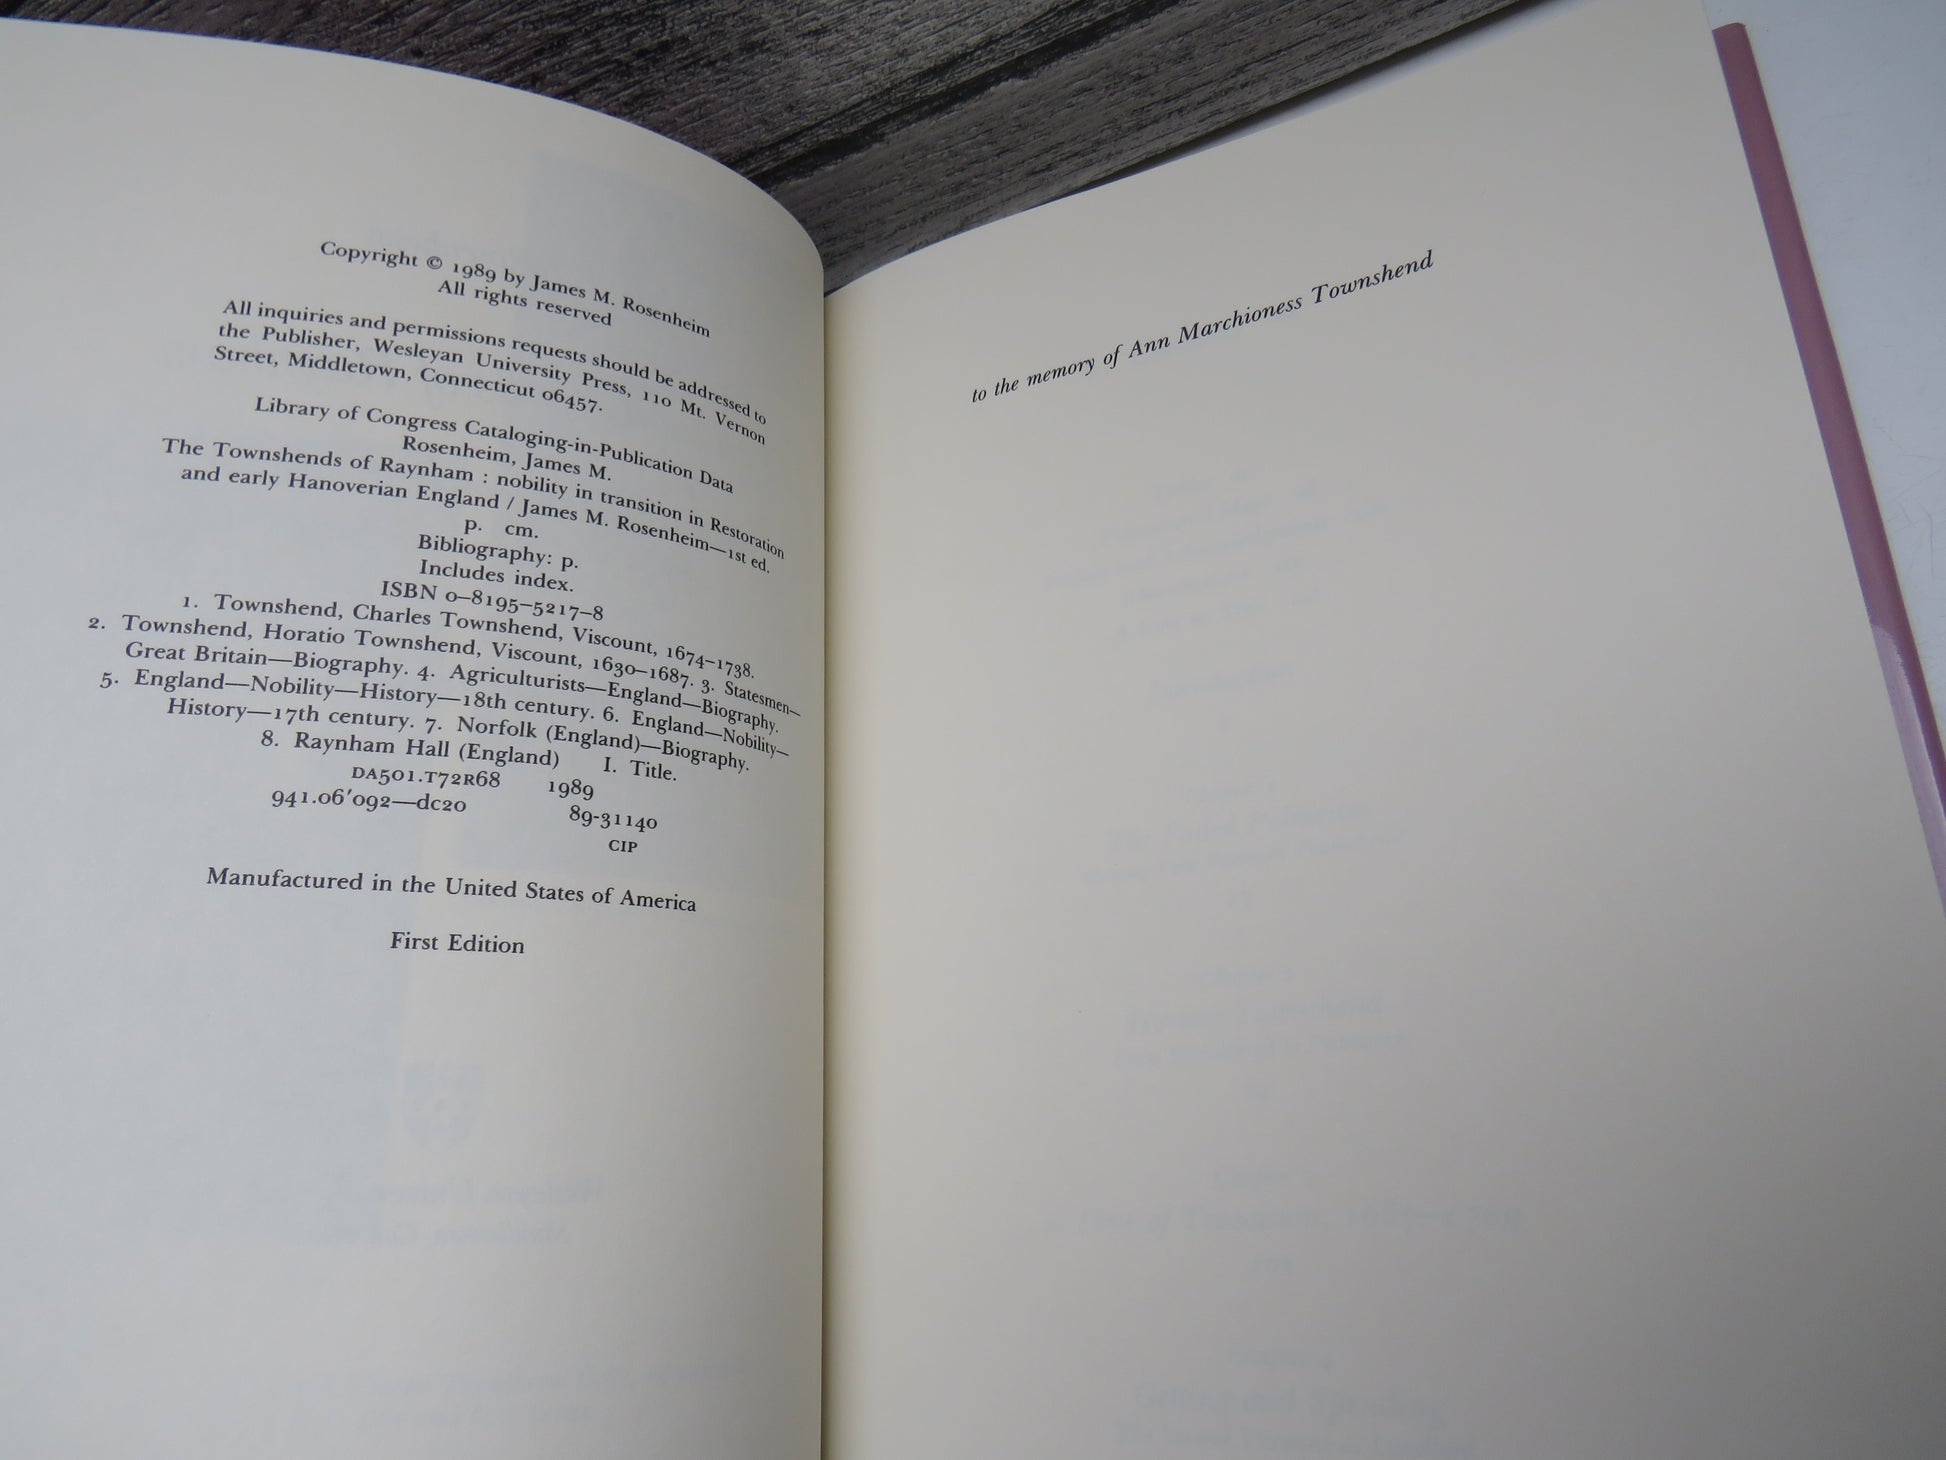 Copyright © 1989 by James M. Rosenheim
All rights reserved
All inquiries and permissions requests should be addressed to
the Publisher, Wesleyan University Press, 110 Mt. Vernon
Street, Middletown, Connecticut 06457.
Library of Congress Cataloging-in-Publication Data
Rosenheim, James M.
The Townshends of Raynham : nobility in transition in Restoration
and early Hanoverian England / James M. Rosenheim—1st ed.
p. cm.
Bibliography: p.
Includes index.
ISBN 0–8195–5217–8
1. Townshend, Charles Townshend, Viscount, 1674–1738.
2. Townshend, Horatio Townshend, Viscount, 1630–1687. 3. Statesmen—
Great Britain—Biography. 4. Agriculturists—England—Biography.
5. England—Nobility—History—18th century. 6. England—Nobility—
History—17th century. 7. Norfolk (England)—Biography.
8. Raynham Hall (England) I. Title.
DA501.T72R68 1989
941.06'092—dc20 89-31140
CIP
Manufactured in the United States of America
First Edition
to the memory of Ann Marchioness Townshend